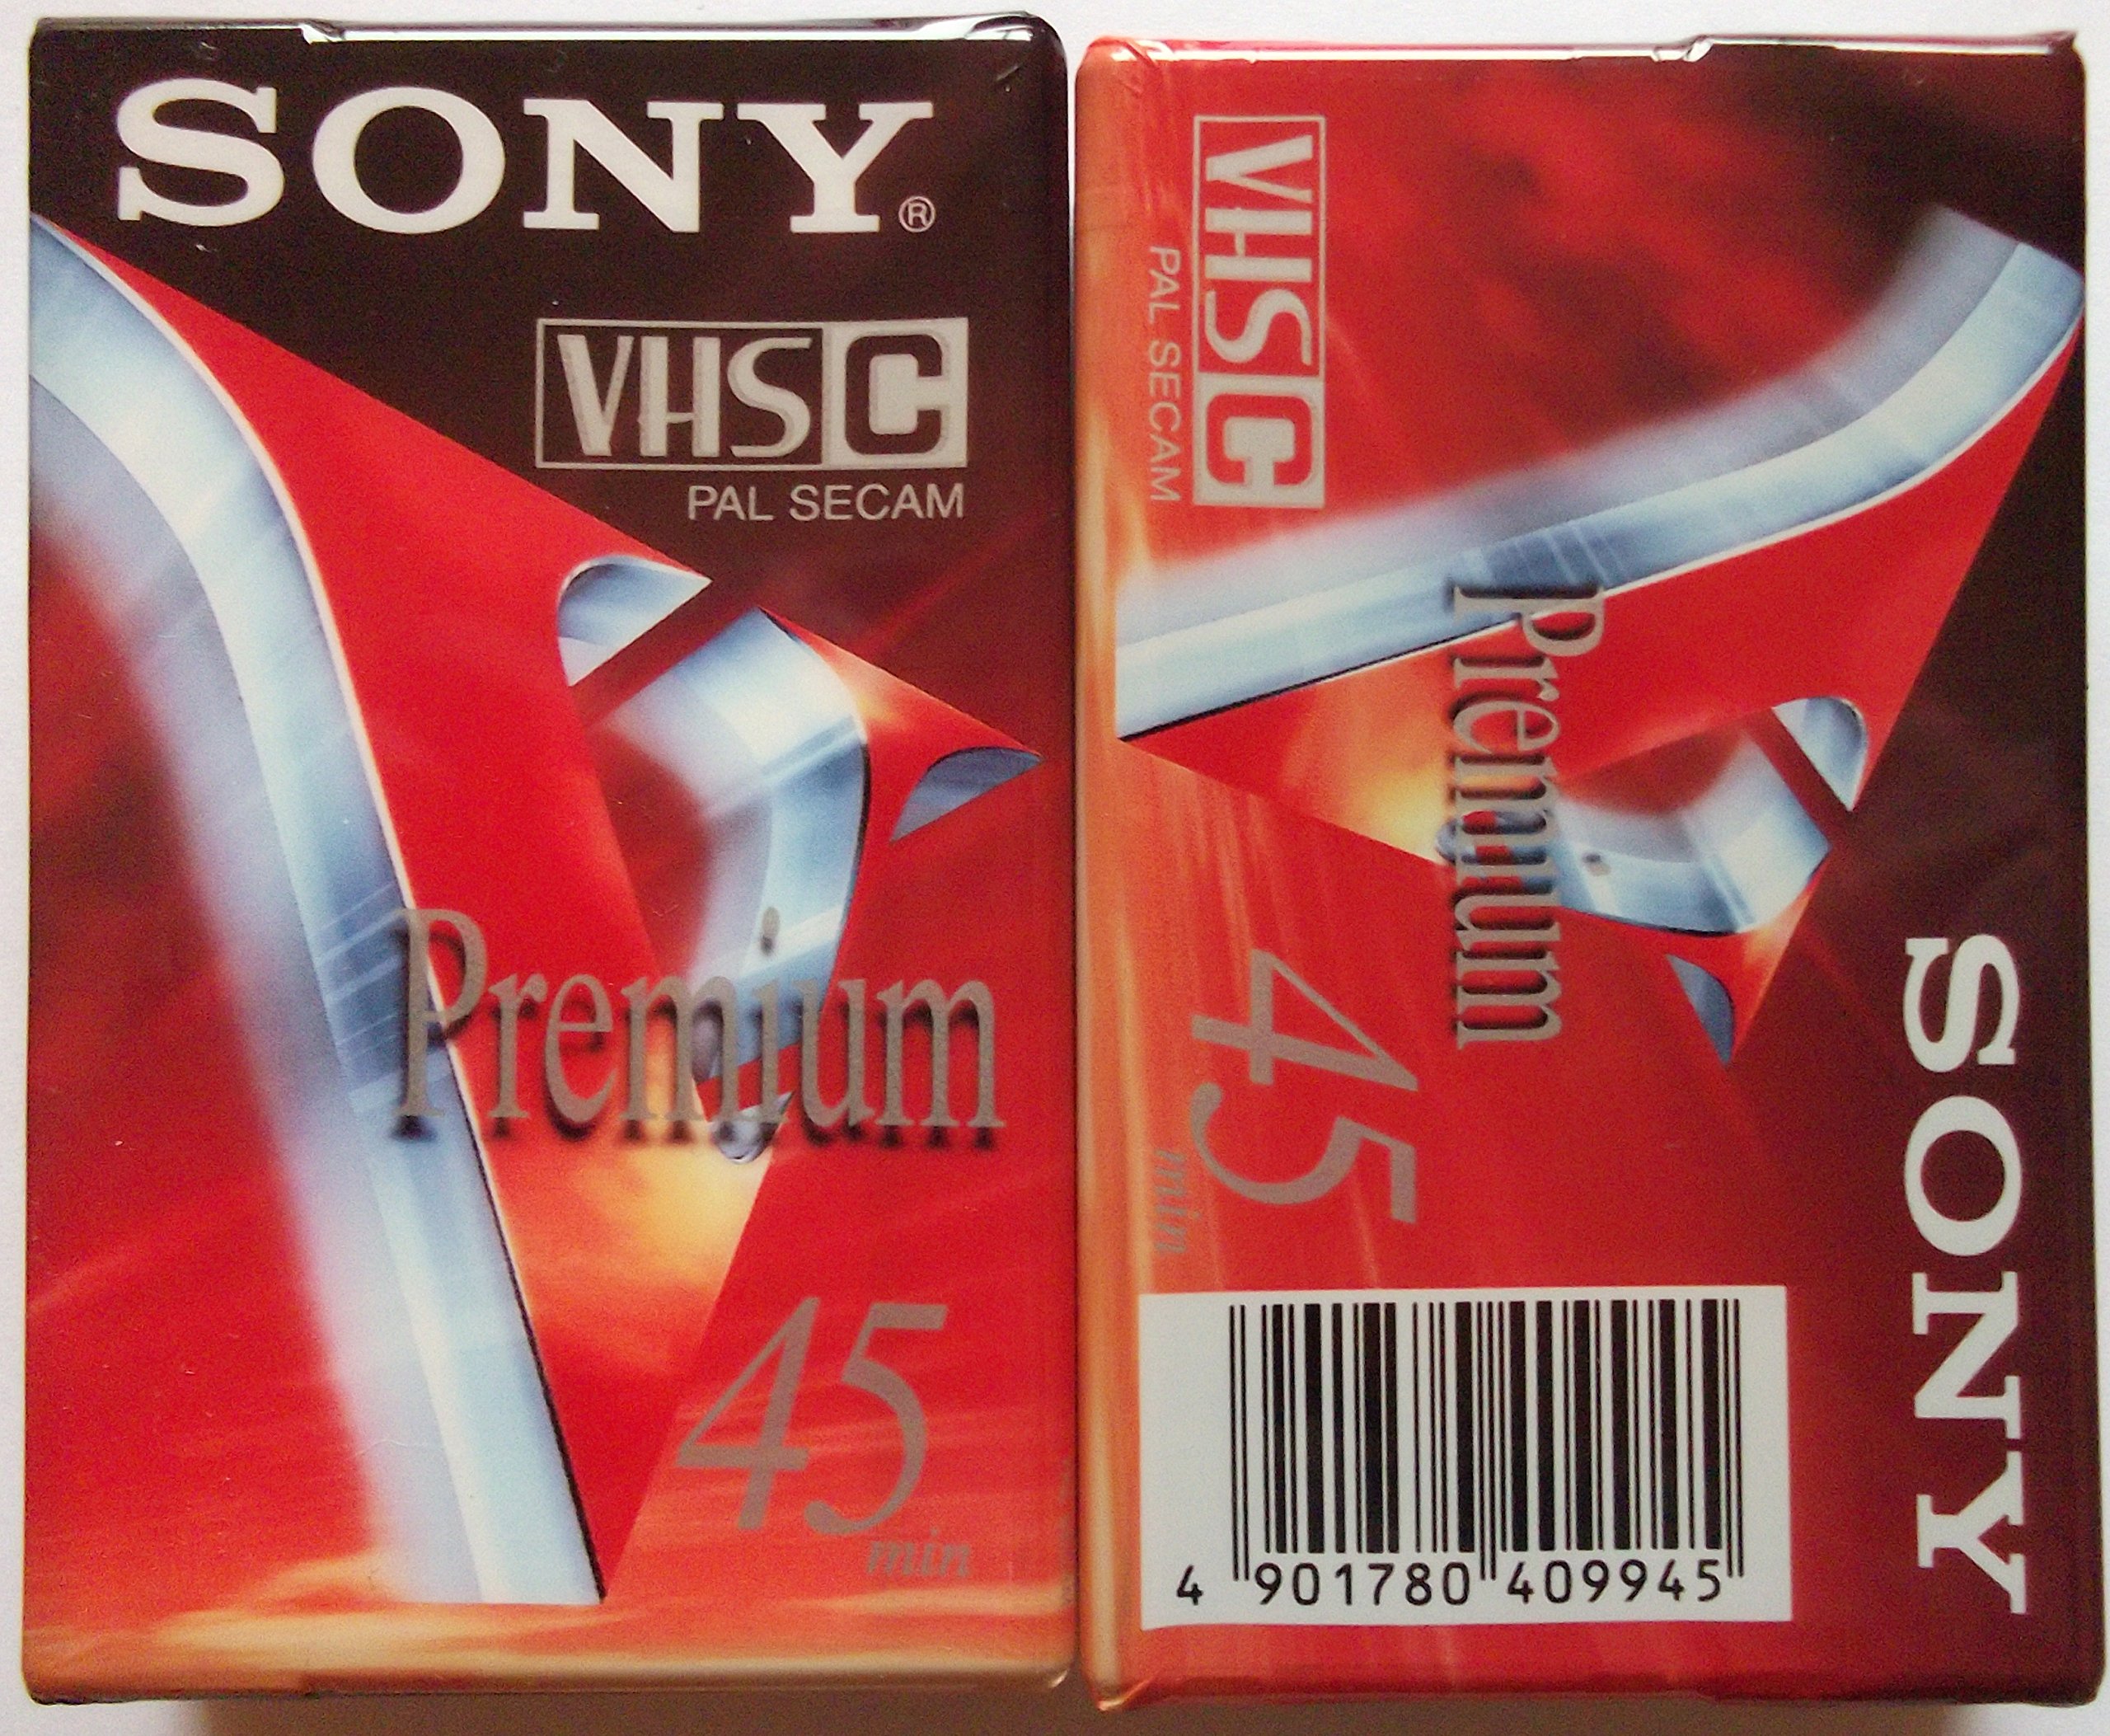 SONY®
VHS C
PAL SECAM
Premium
45
min
VHS C
PAL SECAM
Premium
45
min
SONY
4 901780 409945